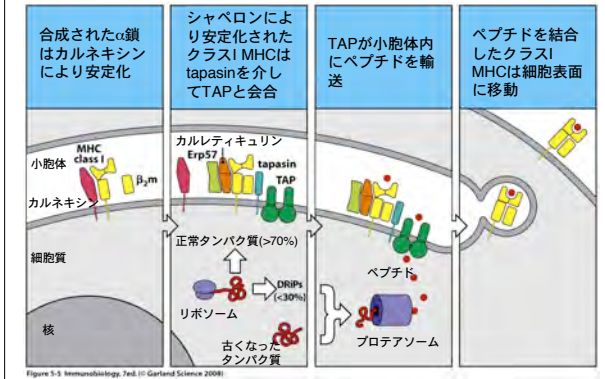 合成されたα鎖
はカルネキシン
により安定化
シャペロンによ
り安定化された
クラスI MHCは
tapasinを介し
てTAPと会合
TAPが小胞体内
にペプチドを輸
送
ペプチドを結合
したクラスI
MHCは細胞表面
に移動
小胞体
MHC
class I
β2m
カルネキシン
細胞質
核
カルレティキュリン
Erp57
tapasin
TAP
正常タンパク質(>70%)
リボソーム
DRiPs
(<30%)
古くなった
タンパク質
ペプチド
プロテアソーム
Figure 5-5 Immunobiology, 7ed. (© Garland Science 2008)